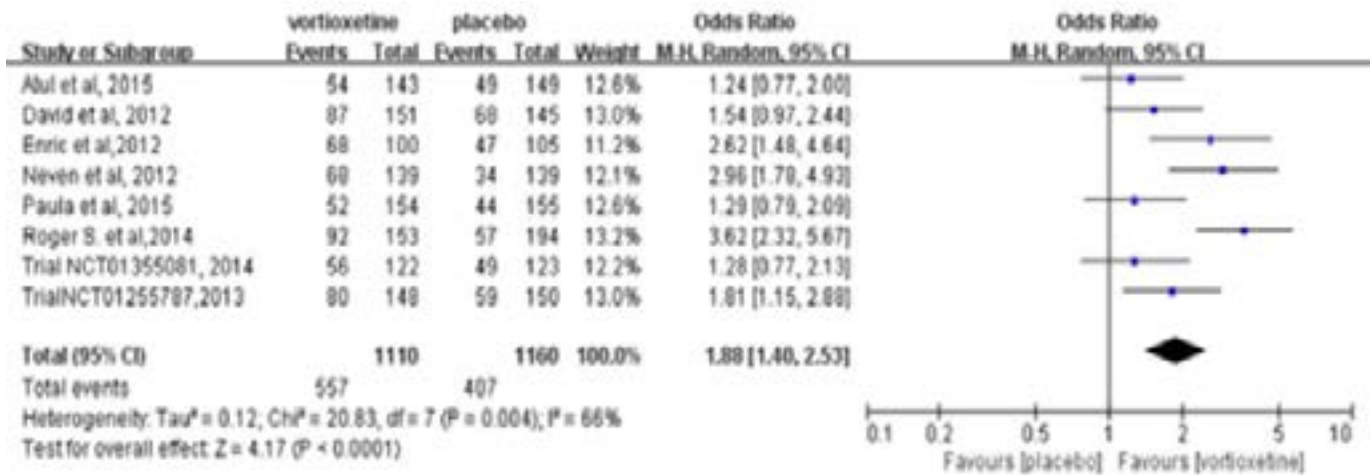 vortioxetine placebo Odds Ratio Odds Ratio
Study or Subgroup Events Total Events Total Weight M-H, Random, 95% CI M-H, Random, 95% CI
Atul et al, 2015 54 143 49 149 12.6% 1.24 [0.77, 2.00]
David et al, 2012 87 151 68 145 13.0% 1.54 [0.97, 2.44]
Enric et al,2012 68 100 47 105 11.2% 2.62 [1.48, 4.64]
Neven et al, 2012 68 139 34 139 12.1% 2.96 [1.78, 4.93]
Paula et al, 2015 52 154 44 155 12.6% 1.29 [0.79, 2.09]
Roger S. et al,2014 92 153 57 194 13.2% 3.62 [2.32, 5.67]
Trial NCT01355081, 2014 56 122 49 123 12.2% 1.28 [0.77, 2.13]
TrialNCT01255787,2013 80 148 59 150 13.0% 1.81 [1.15, 2.88]
Total (95% CI) 1110 1160 100.0% 1.88 [1.40, 2.53]
Total events 557 407
Heterogeneity: Tau² = 0.12; Chi² = 20.83, df = 7 (P = 0.004); I² = 66%
Test for overall effect: Z = 4.17 (P < 0.0001)
0.1 0.2 0.5 1 2 5 10
Favours [placebo] Favours [vortioxetine]